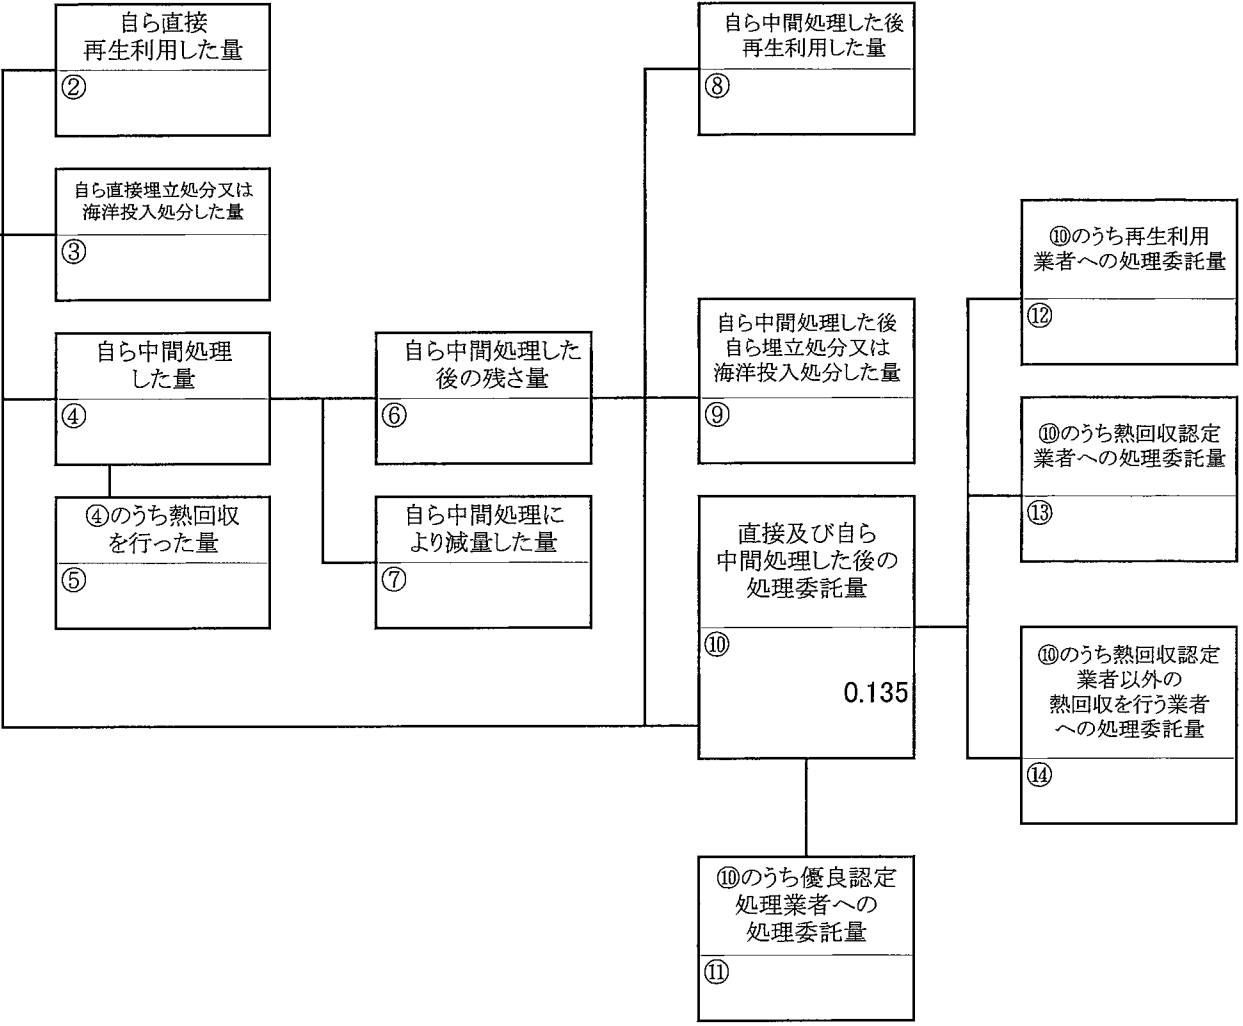 自ら直接
再生利用した量
②
自ら直接埋立処分又は
海洋投入処分した量
③
自ら中間処理
した量
④
④のうち熱回収
を行った量
⑤
自ら中間処理した
後の残さ量
⑥
自ら中間処理に
より減量した量
⑦
自ら中間処理した後
再生利用した量
⑧
自ら中間処理した後
自ら埋立処分又は
海洋投入処分した量
⑨
直接及び自ら
中間処理した後の
処理委託量
⑩
0.135
⑩のうち優良認定
処理業者への
処理委託量
⑪
⑩のうち再生利用
業者への処理委託量
⑫
⑩のうち熱回収認定
業者への処理委託量
⑬
⑩のうち熱回収認定
業者以外の
熱回収を行う業者
への処理委託量
⑭